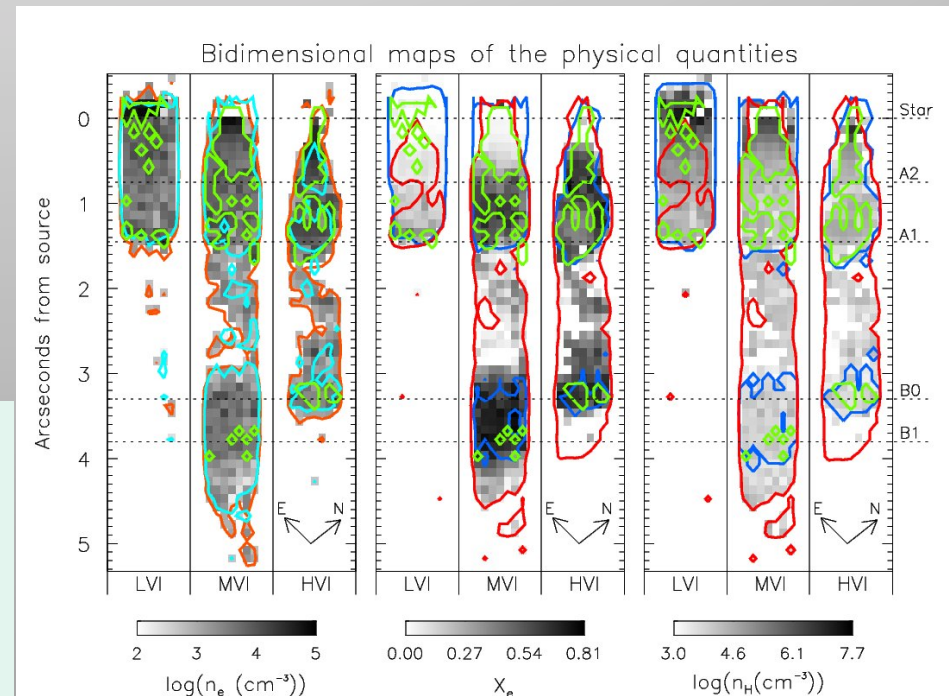 Bidimensional maps of the physical quantities
Arcseconds from source
0
1
2
3
4
5
Star
A2
A1
B0
B1
E N
E N
E N
LVI MVI HVI
LVI MVI HVI
LVI MVI HVI
2 3 4 5
log(nₑ (cm⁻³))
0.00 0.27 0.54 0.81
Xₑ
3.0 4.6 6.1 7.7
log(n_H(cm⁻³))